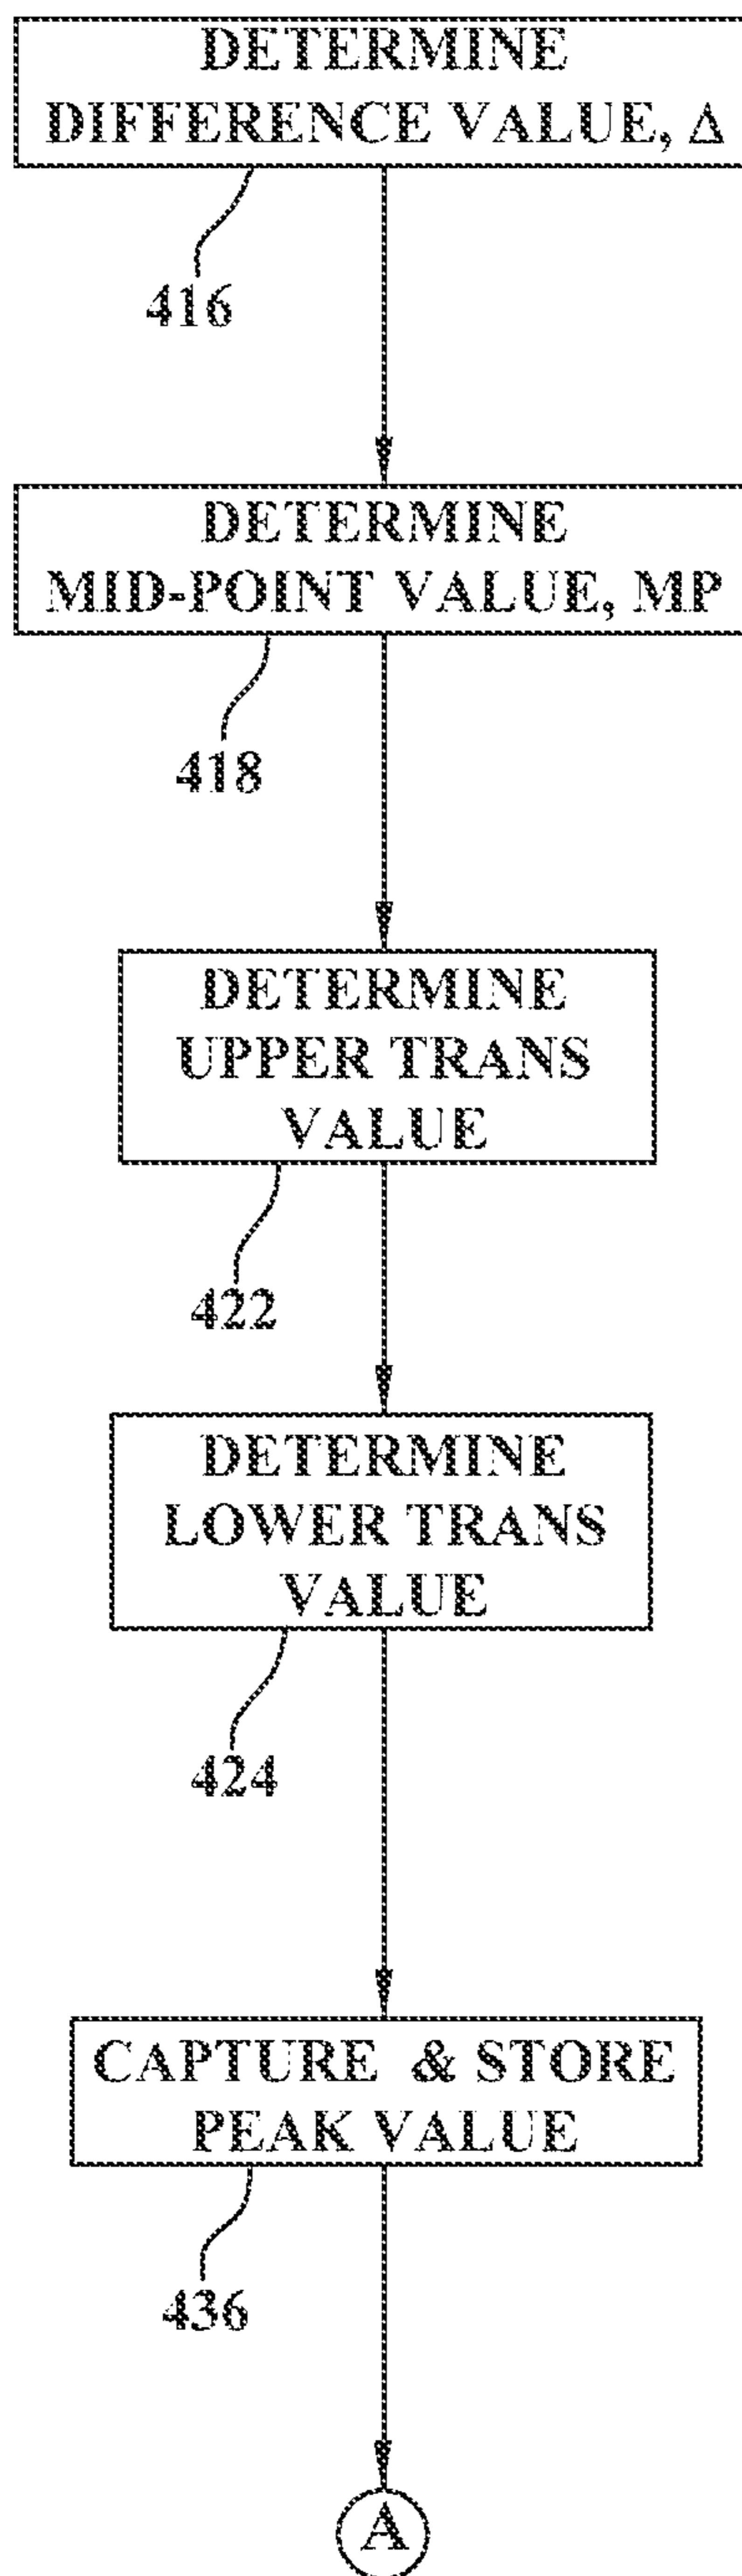 DETERMINE
DIFFERENCE VALUE, Δ
416
DETERMINE
MID-POINT VALUE, MP
418
DETERMINE
UPPER TRANS
VALUE
422
DETERMINE
LOWER TRANS
VALUE
424
CAPTURE & STORE
PEAK VALUE
436
A